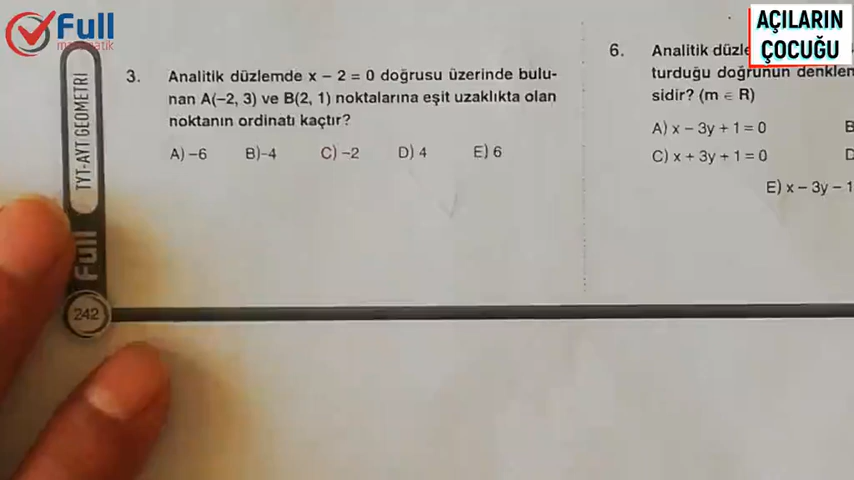 Full
matematik
AÇILARIN
ÇOCUĞU
TYT-AYT GEOMETRİ
Full
242
3. Analitik düzlemde x – 2 = 0 doğrusu üzerinde bulu-
nan A(–2, 3) ve B(2, 1) noktalarına eşit uzaklıkta olan
noktanın ordinatı kaçtır?
A) –6 B)–4 C) –2 D) 4 E) 6
6. Analitik düzle
turduğu doğrunun denklem
sidir? (m ∈ R)
A) x – 3y + 1 = 0 B
C) x + 3y + 1 = 0 D
E) x – 3y – 1